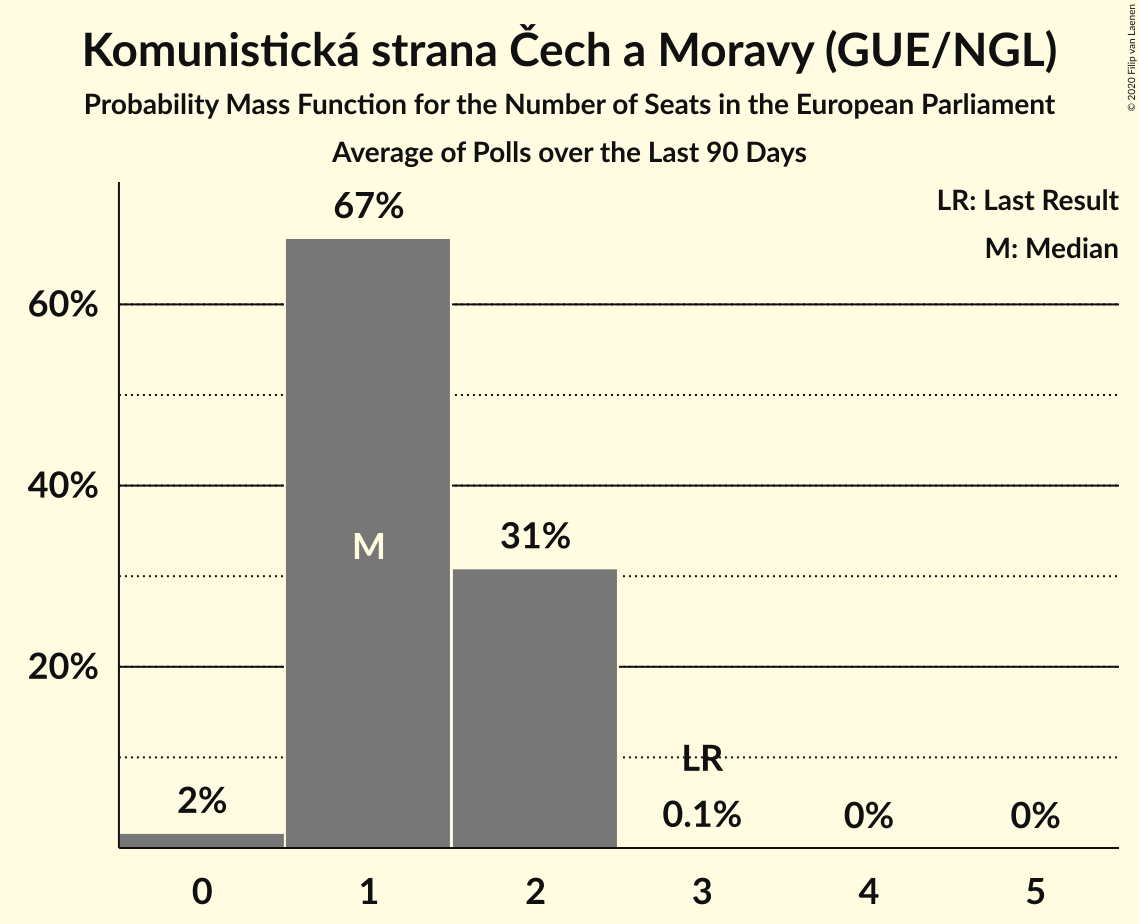 Komunistická strana Čech a Moravy (GUE/NGL)
Probability Mass Function for the Number of Seats in the European Parliament
Average of Polls over the Last 90 Days
© 2020 Filip van Laenen
LR: Last Result
M: Median
67%
60%
40%
31%
M
20%
LR
2%
0.1%
0%
0%
0 1 2 3 4 5